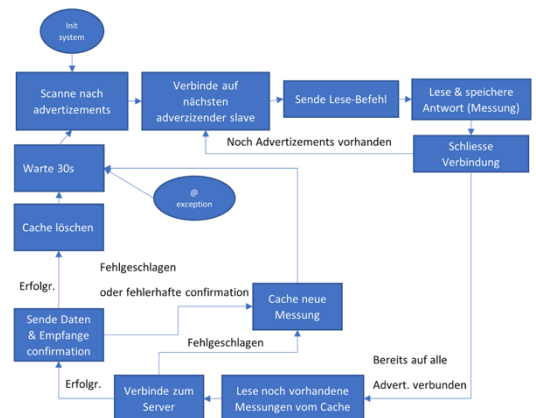 Init
system
Scanne nach
advertizements
Verbinde auf
nächsten
adverzizender slave
Sende Lese-Befehl
Lese & speichere
Antwort (Messung)
Noch Advertizements vorhanden
Schliesse
Verbindung
Warte 30s
@
exception
Cache löschen
Fehlgeschlagen
oder fehlerhafte confirmation
Erfolgr.
Cache neue
Messung
Sende Daten
& Empfange
confirmation
Fehlgeschlagen
Bereits auf alle
Advert. verbunden
Erfolgr.
Verbinde zum
Server
Lese noch vorhandene
Messungen vom Cache